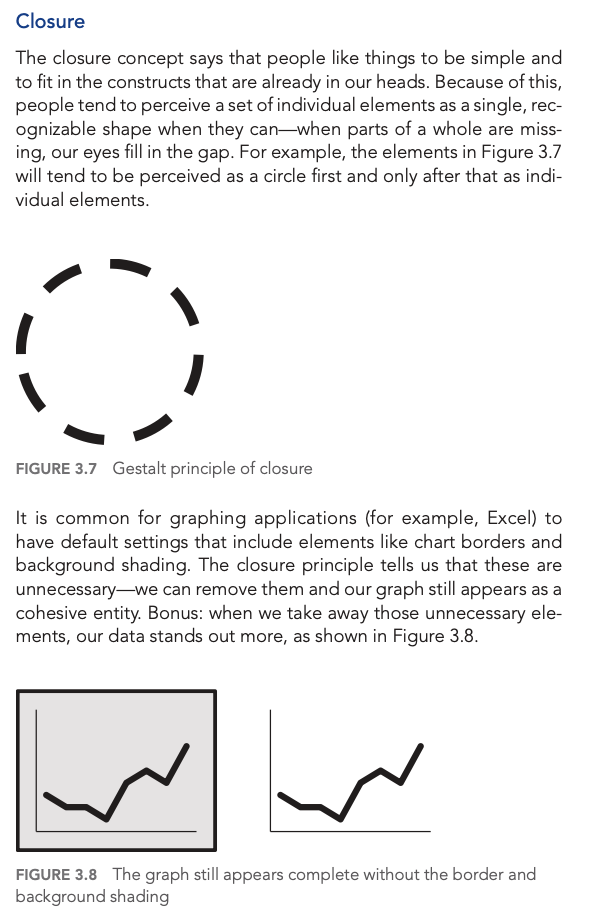 Closure
The closure concept says that people like things to be simple and
to fit in the constructs that are already in our heads. Because of this,
people tend to perceive a set of individual elements as a single, rec-
ognizable shape when they can—when parts of a whole are miss-
ing, our eyes fill in the gap. For example, the elements in Figure 3.7
will tend to be perceived as a circle first and only after that as indi-
vidual elements.
FIGURE 3.7 Gestalt principle of closure
It is common for graphing applications (for example, Excel) to
have default settings that include elements like chart borders and
background shading. The closure principle tells us that these are
unnecessary—we can remove them and our graph still appears as a
cohesive entity. Bonus: when we take away those unnecessary ele-
ments, our data stands out more, as shown in Figure 3.8.
FIGURE 3.8 The graph still appears complete without the border and
background shading